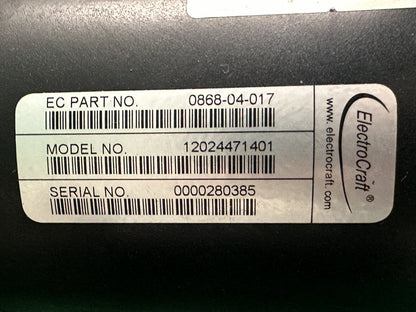 EC PART NO. 0868-04-017
MODEL NO. 12024471401
SERIAL NO. 0000280385
ElectroCraft®
www.electrocraft.com